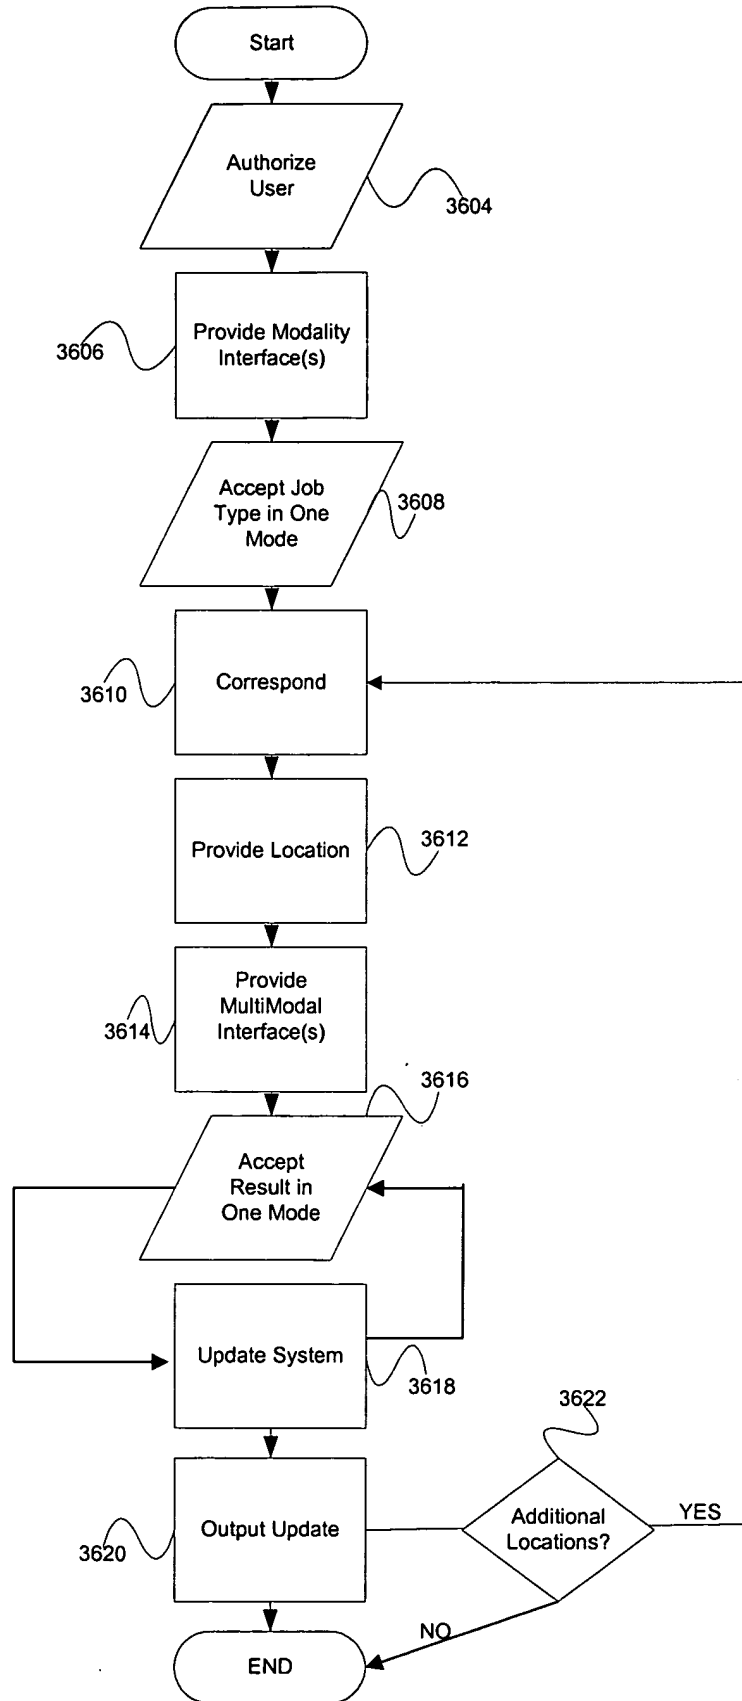 Start
Authorize
User
3604
Provide Modality
Interface(s)
3606
Accept Job
Type in One
Mode
3608
Correspond
3610
Provide Location
3612
Provide
MultiModal
Interface(s)
3614
3616
Accept
Result in
One Mode
Update System
3618
3622
Additional
Locations?
YES
Output Update
3620
NO
END